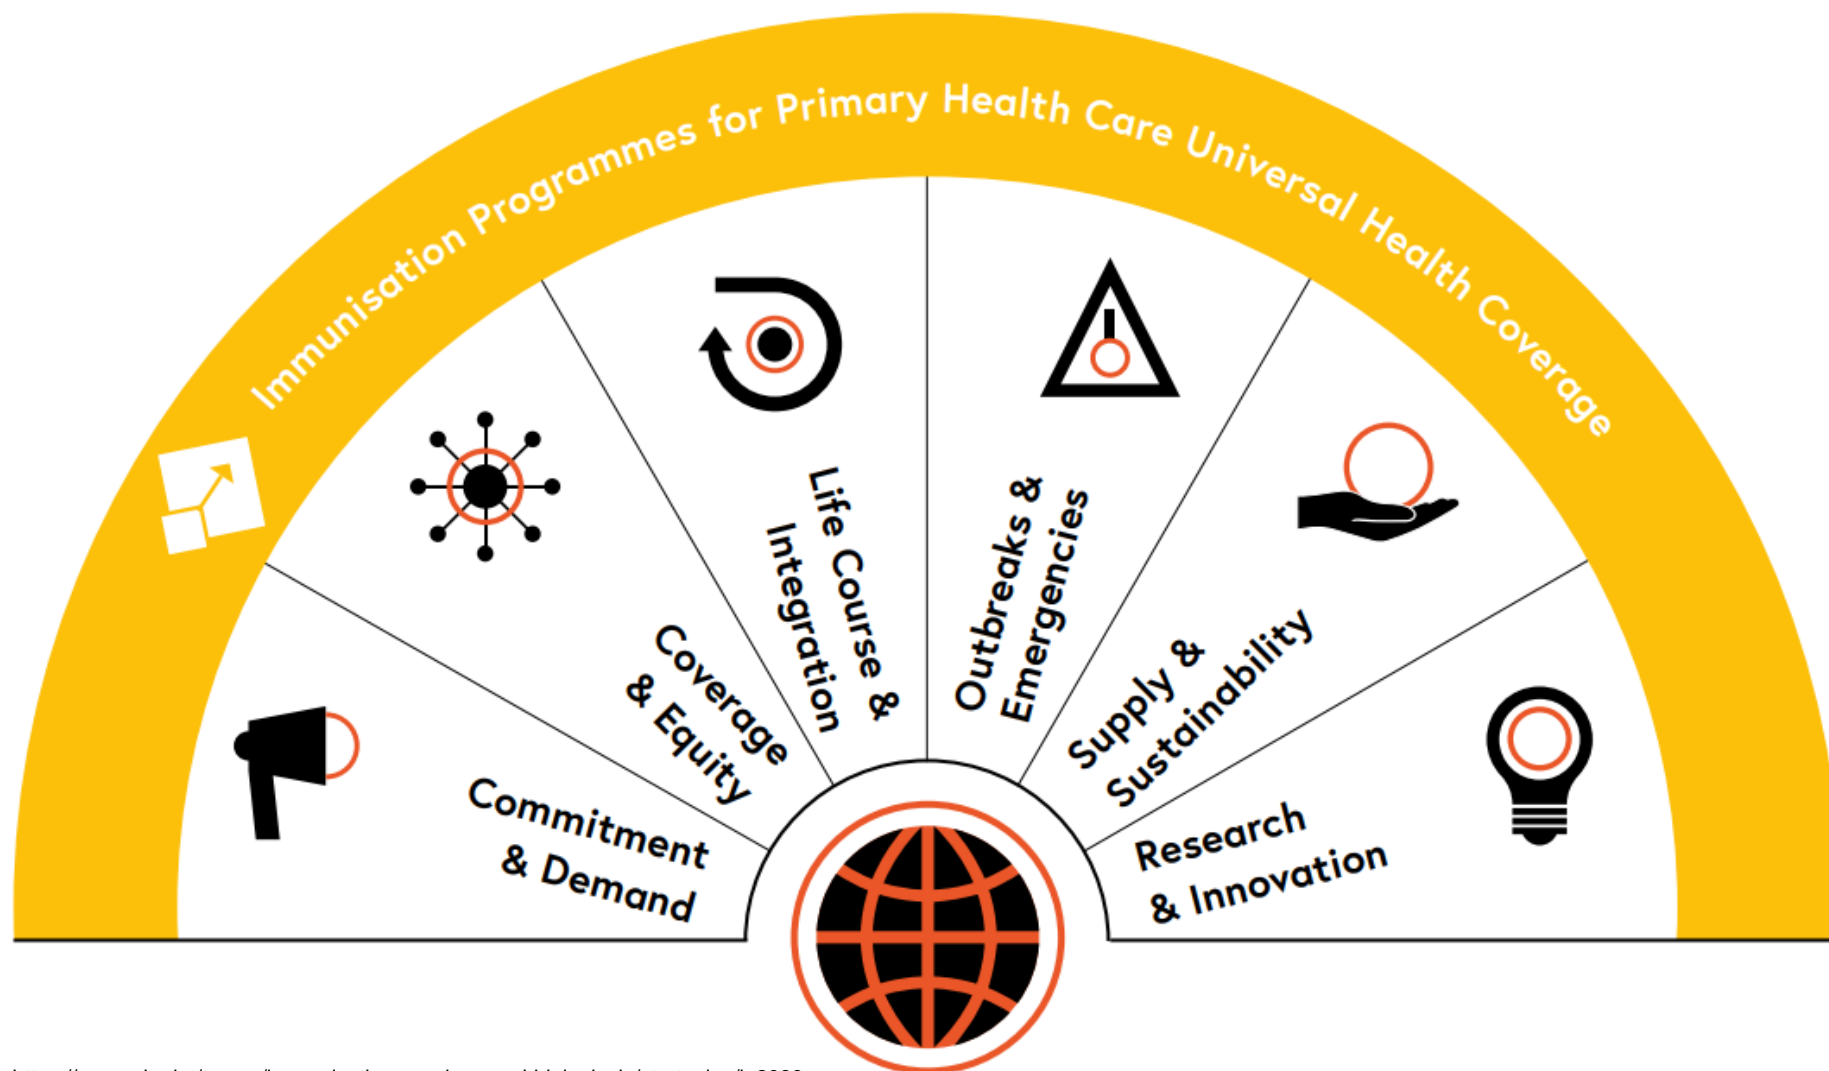 Immunisation Programmes for Primary Health Care Universal Health Coverage
Commitment
& Demand
Coverage
& Equity
Life Course &
Integration
Outbreaks &
Emergencies
Supply &
Sustainability
Research
& Innovation